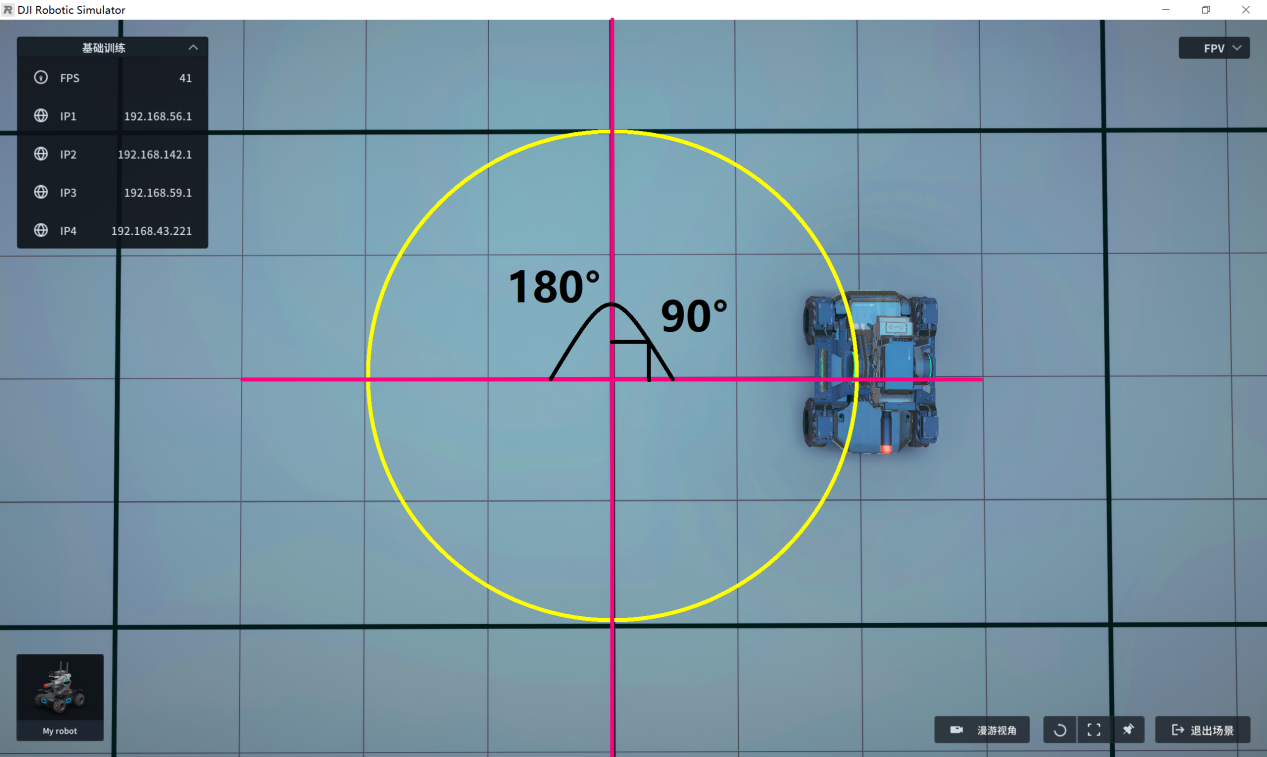 DJI Robotic Simulator
基础训练
FPS 41
IP1 192.168.56.1
IP2 192.168.142.1
IP3 192.168.59.1
IP4 192.168.43.221
FPV
180°
90°
My robot
漫游视角
退出场景